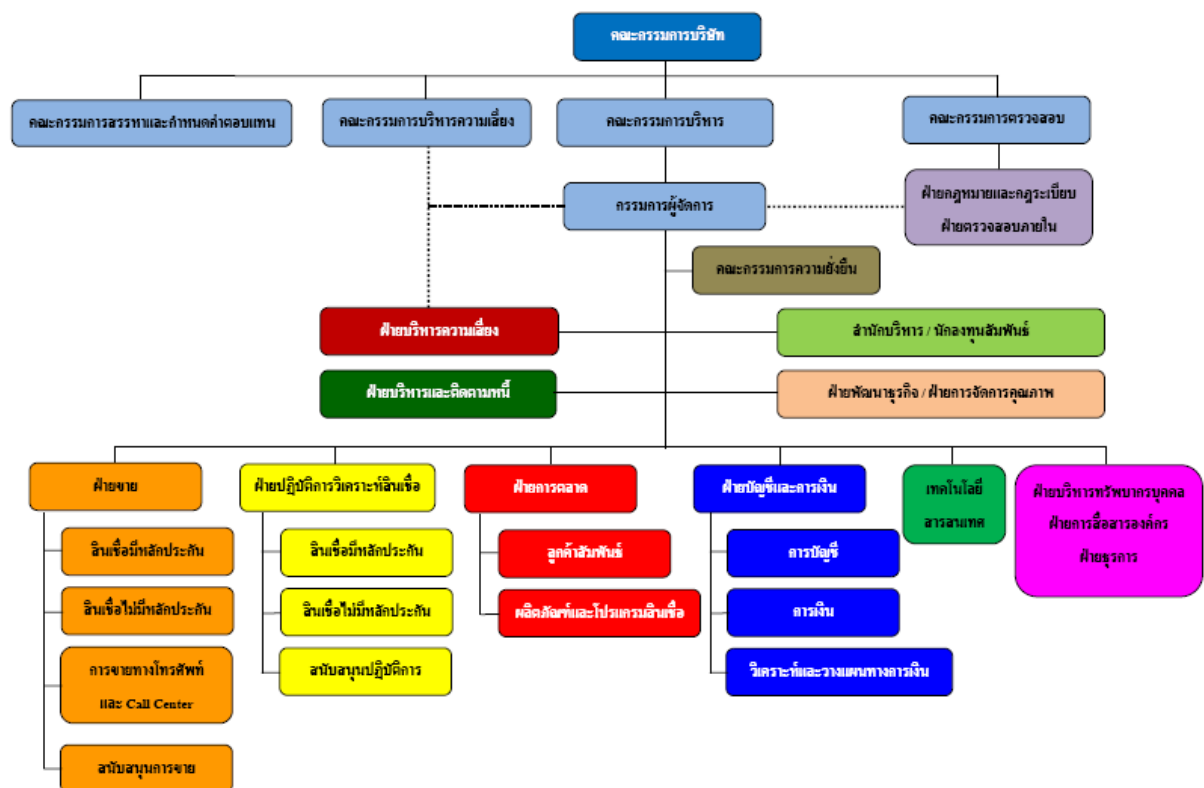 คณะกรรมการบริษัท
คณะกรรมการสรรหาและกำหนดค่าตอบแทน
คณะกรรมการบริหารความเสี่ยง
คณะกรรมการบริหาร
คณะกรรมการตรวจสอบ
กรรมการผู้จัดการ
ฝ่ายกฎหมายและกฎระเบียบ
ฝ่ายตรวจสอบภายใน
คณะกรรมการความยั่งยืน
ฝ่ายบริหารความเสี่ยง
สำนักบริหาร / นักลงทุนสัมพันธ์
ฝ่ายบริหารและติดตามหนี้
ฝ่ายพัฒนาธุรกิจ / ฝ่ายการจัดการคุณภาพ
ฝ่ายขาย
สินเชื่อมีหลักประกัน
สินเชื่อไม่มีหลักประกัน
การขายทางโทรศัพท์
และ Call Center
สนับสนุนการขาย
ฝ่ายปฏิบัติการวิเคราะห์สินเชื่อ
สินเชื่อมีหลักประกัน
สินเชื่อไม่มีหลักประกัน
สนับสนุนปฏิบัติการ
ฝ่ายการตลาด
ลูกค้าสัมพันธ์
ผลิตภัณฑ์และโปรแกรมสินเชื่อ
ฝ่ายบัญชีและการเงิน
การบัญชี
การเงิน
วิเคราะห์และวางแผนทางการเงิน
เทคโนโลยี
สารสนเทศ
ฝ่ายบริหารทรัพยากรบุคคล
ฝ่ายการสื่อสารองค์กร
ฝ่ายธุรการ